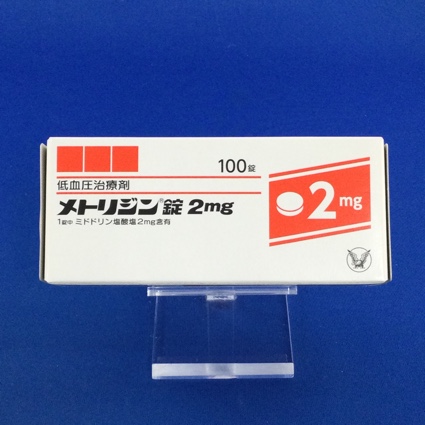 100錠
低血圧治療剤
メトリジン®錠 2mg
1錠中 ミドドリン塩酸塩2mg含有
2mg